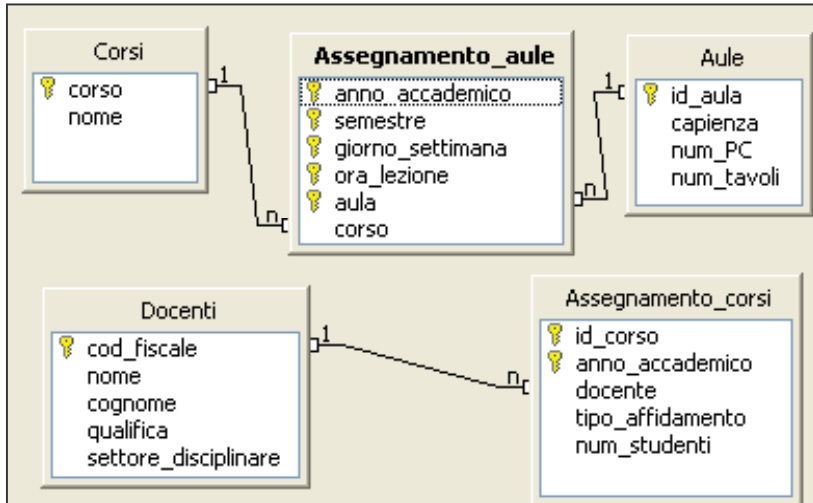 Corsi
corso
nome
1
n
Assegnamento_aule
anno_accademico
semestre
giorno_settimana
ora_lezione
aula
corso
1
n
Aule
id_aula
capienza
num_PC
num_tavoli
Docenti
cod_fiscale
nome
cognome
qualifica
settore_disciplinare
1
n
Assegnamento_corsi
id_corso
anno_accademico
docente
tipo_affidamento
num_studenti